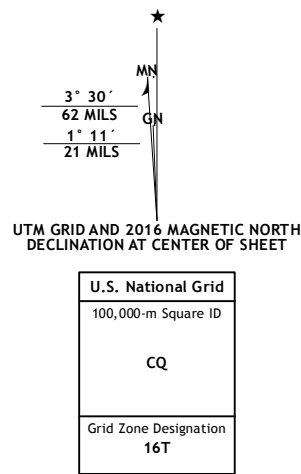 ★
MN
3° 30´
62 MILS
GN
1° 11´
21 MILS
UTM GRID AND 2016 MAGNETIC NORTH
DECLINATION AT CENTER OF SHEET
U.S. National Grid
100,000-m Square ID
CQ
Grid Zone Designation
16T